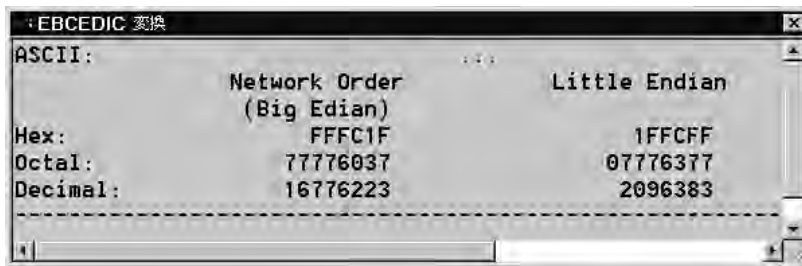 EBCEDIC 変換
ASCII:
Network Order Little Endian
(Big Edian)
Hex: FFFC1F 1FFCFF
Octal: 77776037 07776377
Decimal: 16776223 2096383